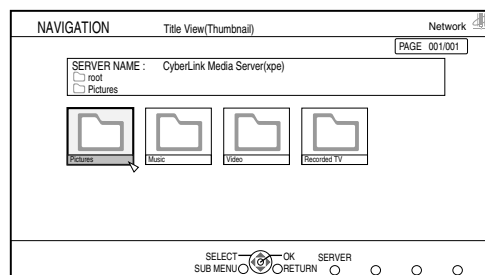 NAVIGATION Title View(Thumbnail) Network
PAGE 001/001
SERVER NAME : CyberLink Media Server(xpe)
root
Pictures
Pictures Music Video Recorded TV
SELECT OK SERVER
SUB MENU RETURN